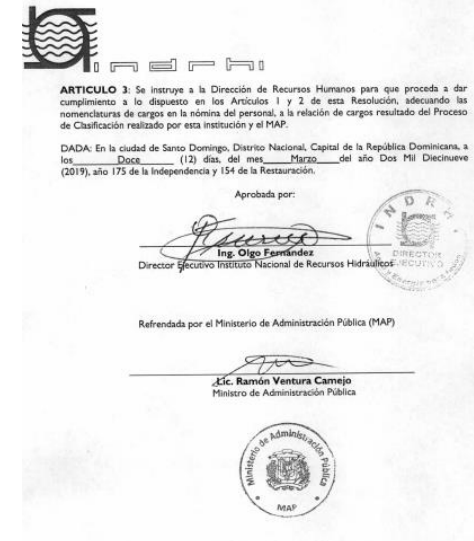 indrhi
ARTICULO 3: Se instruye a la Dirección de Recursos Humanos para que proceda a dar
cumplimiento a lo dispuesto en los Artículos 1 y 2 de esta Resolución, adecuando las
nomenclaturas de cargos en la nómina del personal, a la relación de cargos resultado del Proceso
de Clasificación realizado por esta institución y el MAP.
DADA: En la ciudad de Santo Domingo, Distrito Nacional, Capital de la República Dominicana, a
los Doce (12) días, del mes Marzo del año Dos Mil Diecinueve
(2019), año 175 de la Independencia y 154 de la Restauración.
Aprobada por:
Ing. Olgo Fernández
Director Ejecutivo Instituto Nacional de Recursos Hidráulicos
INDRHI
DIRECTOR
EJECUTIVO
Refrendada por el Ministerio de Administración Pública (MAP)
Lic. Ramón Ventura Camejo
Ministro de Administración Pública
Ministerio de Administración Pública
MAP